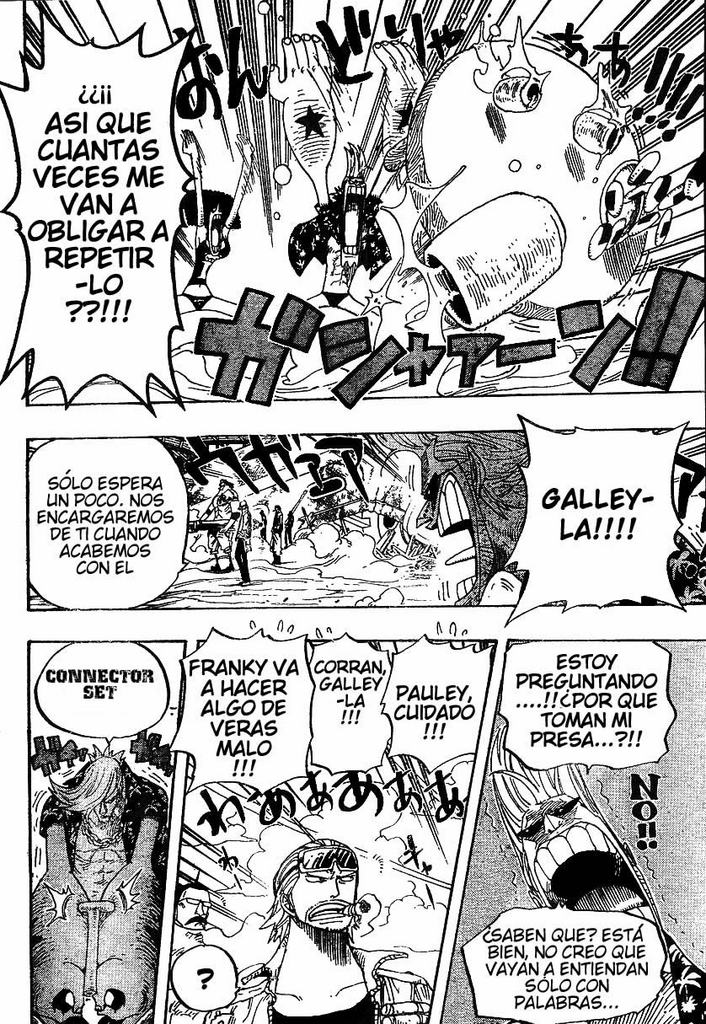 おんどりゃああ!!!!
¿¿¡¡
ASI QUE
CUANTAS
VECES ME
VAN A
OBLIGAR A
REPETIR
-LO
??!!!
ガシャアーン!!
GALLEY-
LA!!!!
SÓLO ESPERA
UN POCO. NOS
ENCARGAREMOS
DE TI CUANDO
ACABEMOS
CON EL
ESTOY
PREGUNTANDO
....!!¿POR QUE
TOMAN MI
PRESA...?!!
NO!!
¿SABEN QUE? ESTÁ
BIEN, NO CREO QUE
VAYAN A ENTIENDAN
SÓLO CON
PALABRAS...
PAULEY,
CUIDADÓ
!!!
CORRAN,
GALLEY
-LA
!!!
FRANKY VA
A HACER
ALGO DE
VERAS
MALO
!!!
わあああああ
?
CONNECTOR
SET